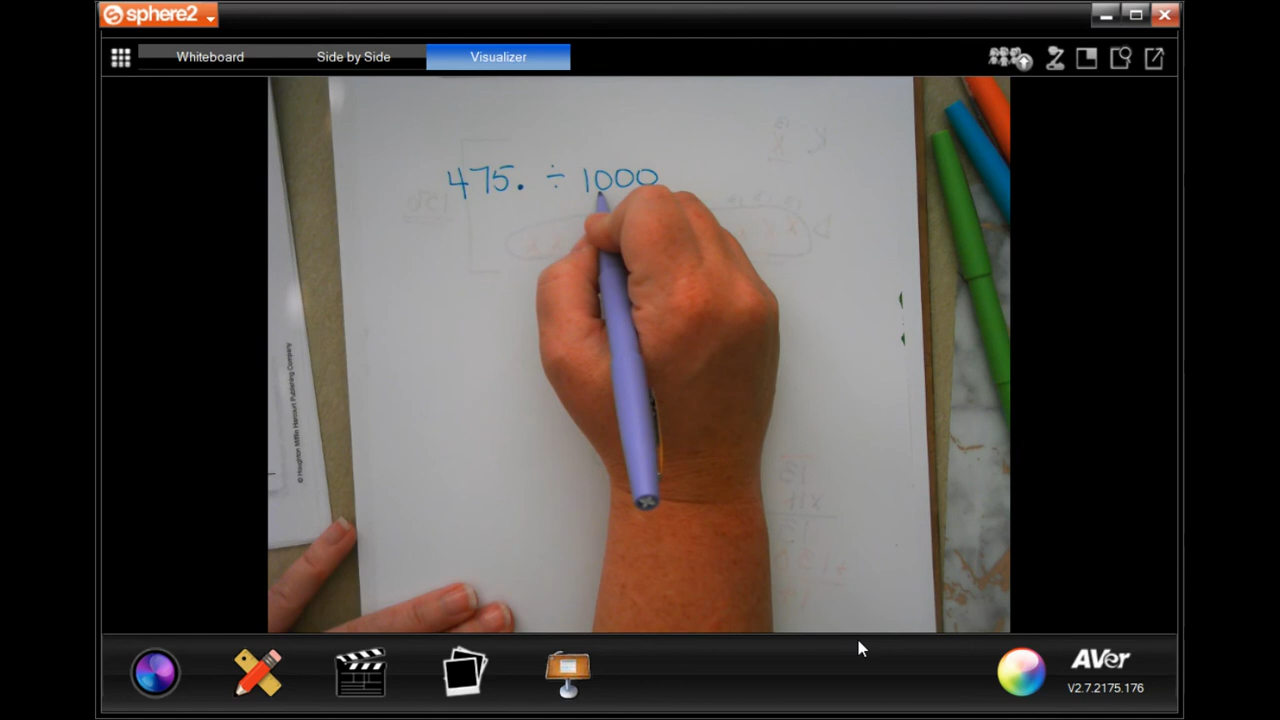 sphere2
Whiteboard Side by Side Visualizer
475. ÷ 1000
© Houghton Mifflin Harcourt Publishing Company
AVer
V2.7.2175.176